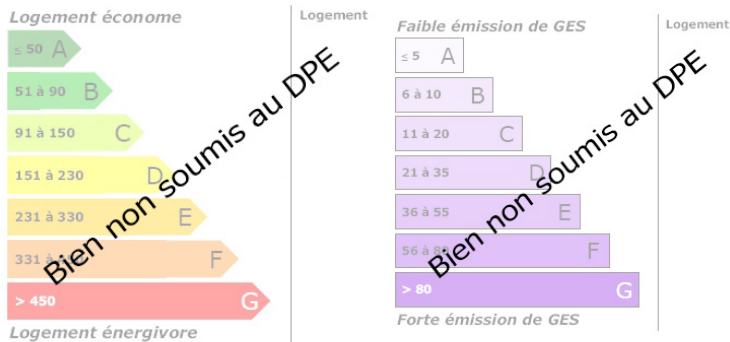 Logement économe
Logement
≤ 50 A
51 à 90 B
91 à 150 C
151 à 230 D
231 à 330 E
331 à F
> 450 G
Logement énergivore
Bien non soumis au DPE
Faible émission de GES
Logement
≤ 5 A
6 à 10 B
11 à 20 C
21 à 35 D
36 à 55 E
56 à F
> 80 G
Forte émission de GES
Bien non soumis au DPE